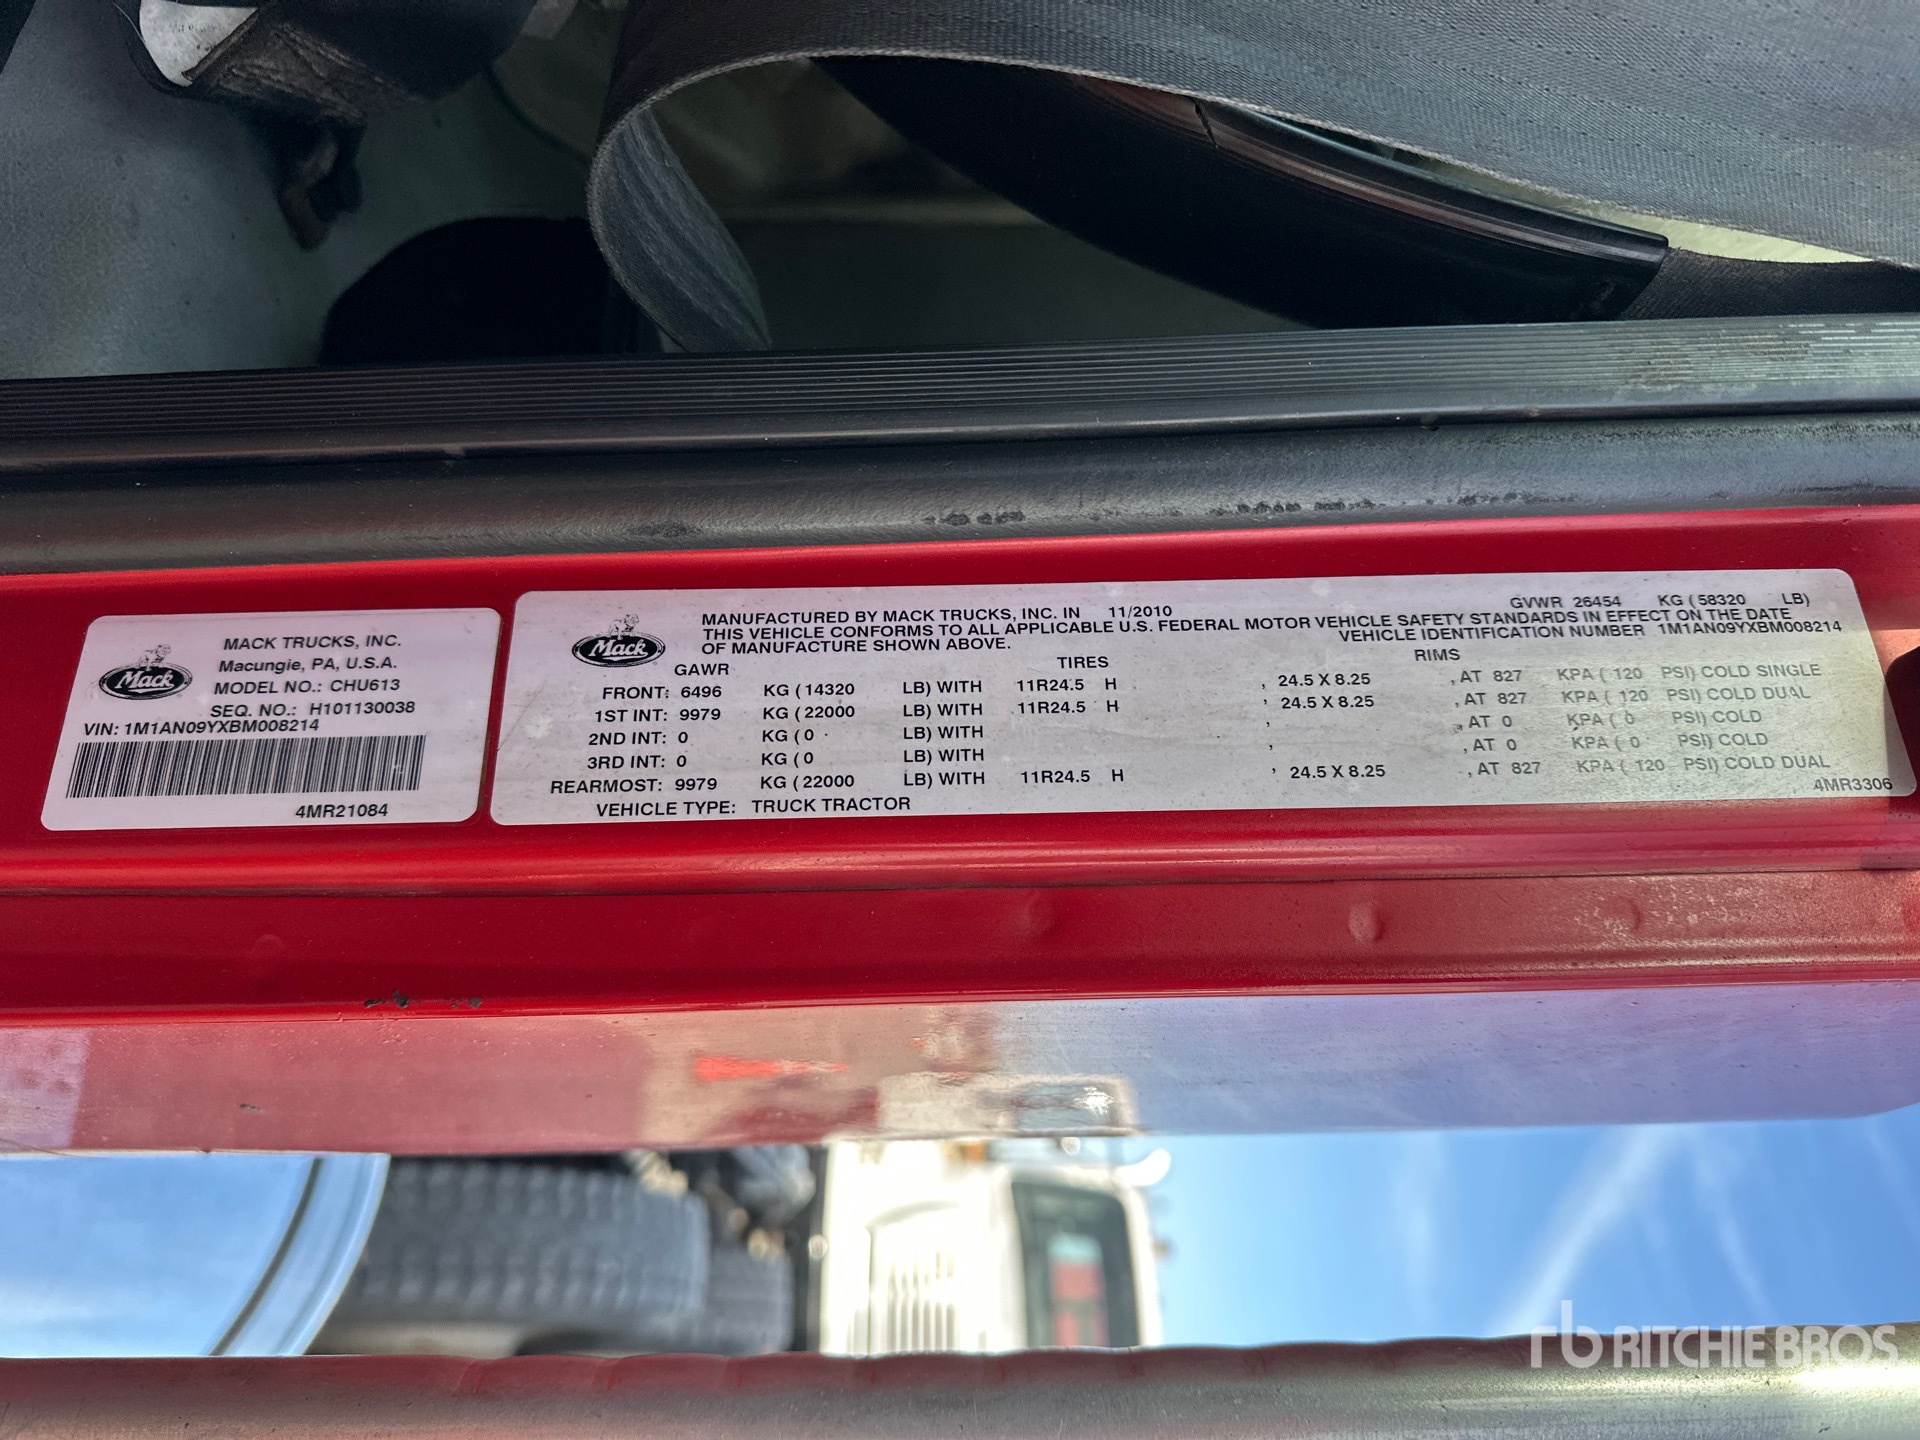 Mack
MACK TRUCKS, INC.
Macungie, PA, U.S.A.
MODEL NO.: CHU613
SEQ. NO.: H101130038
VIN: 1M1AN09YXBM008214
4MR21084
Mack
MANUFACTURED BY MACK TRUCKS, INC. IN 11/2010 GVWR 26454 KG (58320 LB)
THIS VEHICLE CONFORMS TO ALL APPLICABLE U.S. FEDERAL MOTOR VEHICLE SAFETY STANDARDS IN EFFECT ON THE DATE
OF MANUFACTURE SHOWN ABOVE. VEHICLE IDENTIFICATION NUMBER 1M1AN09YXBM008214
GAWR TIRES RIMS
FRONT: 6496 KG (14320 LB) WITH 11R24.5 H , 24.5 X 8.25 , AT 827 KPA ( 120 PSI) COLD SINGLE
1ST INT: 9979 KG (22000 LB) WITH 11R24.5 H , 24.5 X 8.25 , AT 827 KPA ( 120 PSI) COLD DUAL
2ND INT: 0 KG (0 LB) WITH , , AT 0 KPA ( 0 PSI) COLD
3RD INT: 0 KG (0 LB) WITH , , AT 0 KPA ( 0 PSI) COLD
REARMOST: 9979 KG (22000 LB) WITH 11R24.5 H , 24.5 X 8.25 , AT 827 KPA ( 120 PSI) COLD DUAL
VEHICLE TYPE: TRUCK TRACTOR 4MR3306
rb RITCHIE BROS.